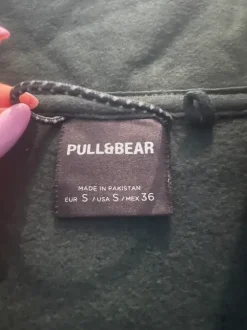 PULL&BEAR
MADE IN PAKISTAN
EUR S / USA S / MEX 36